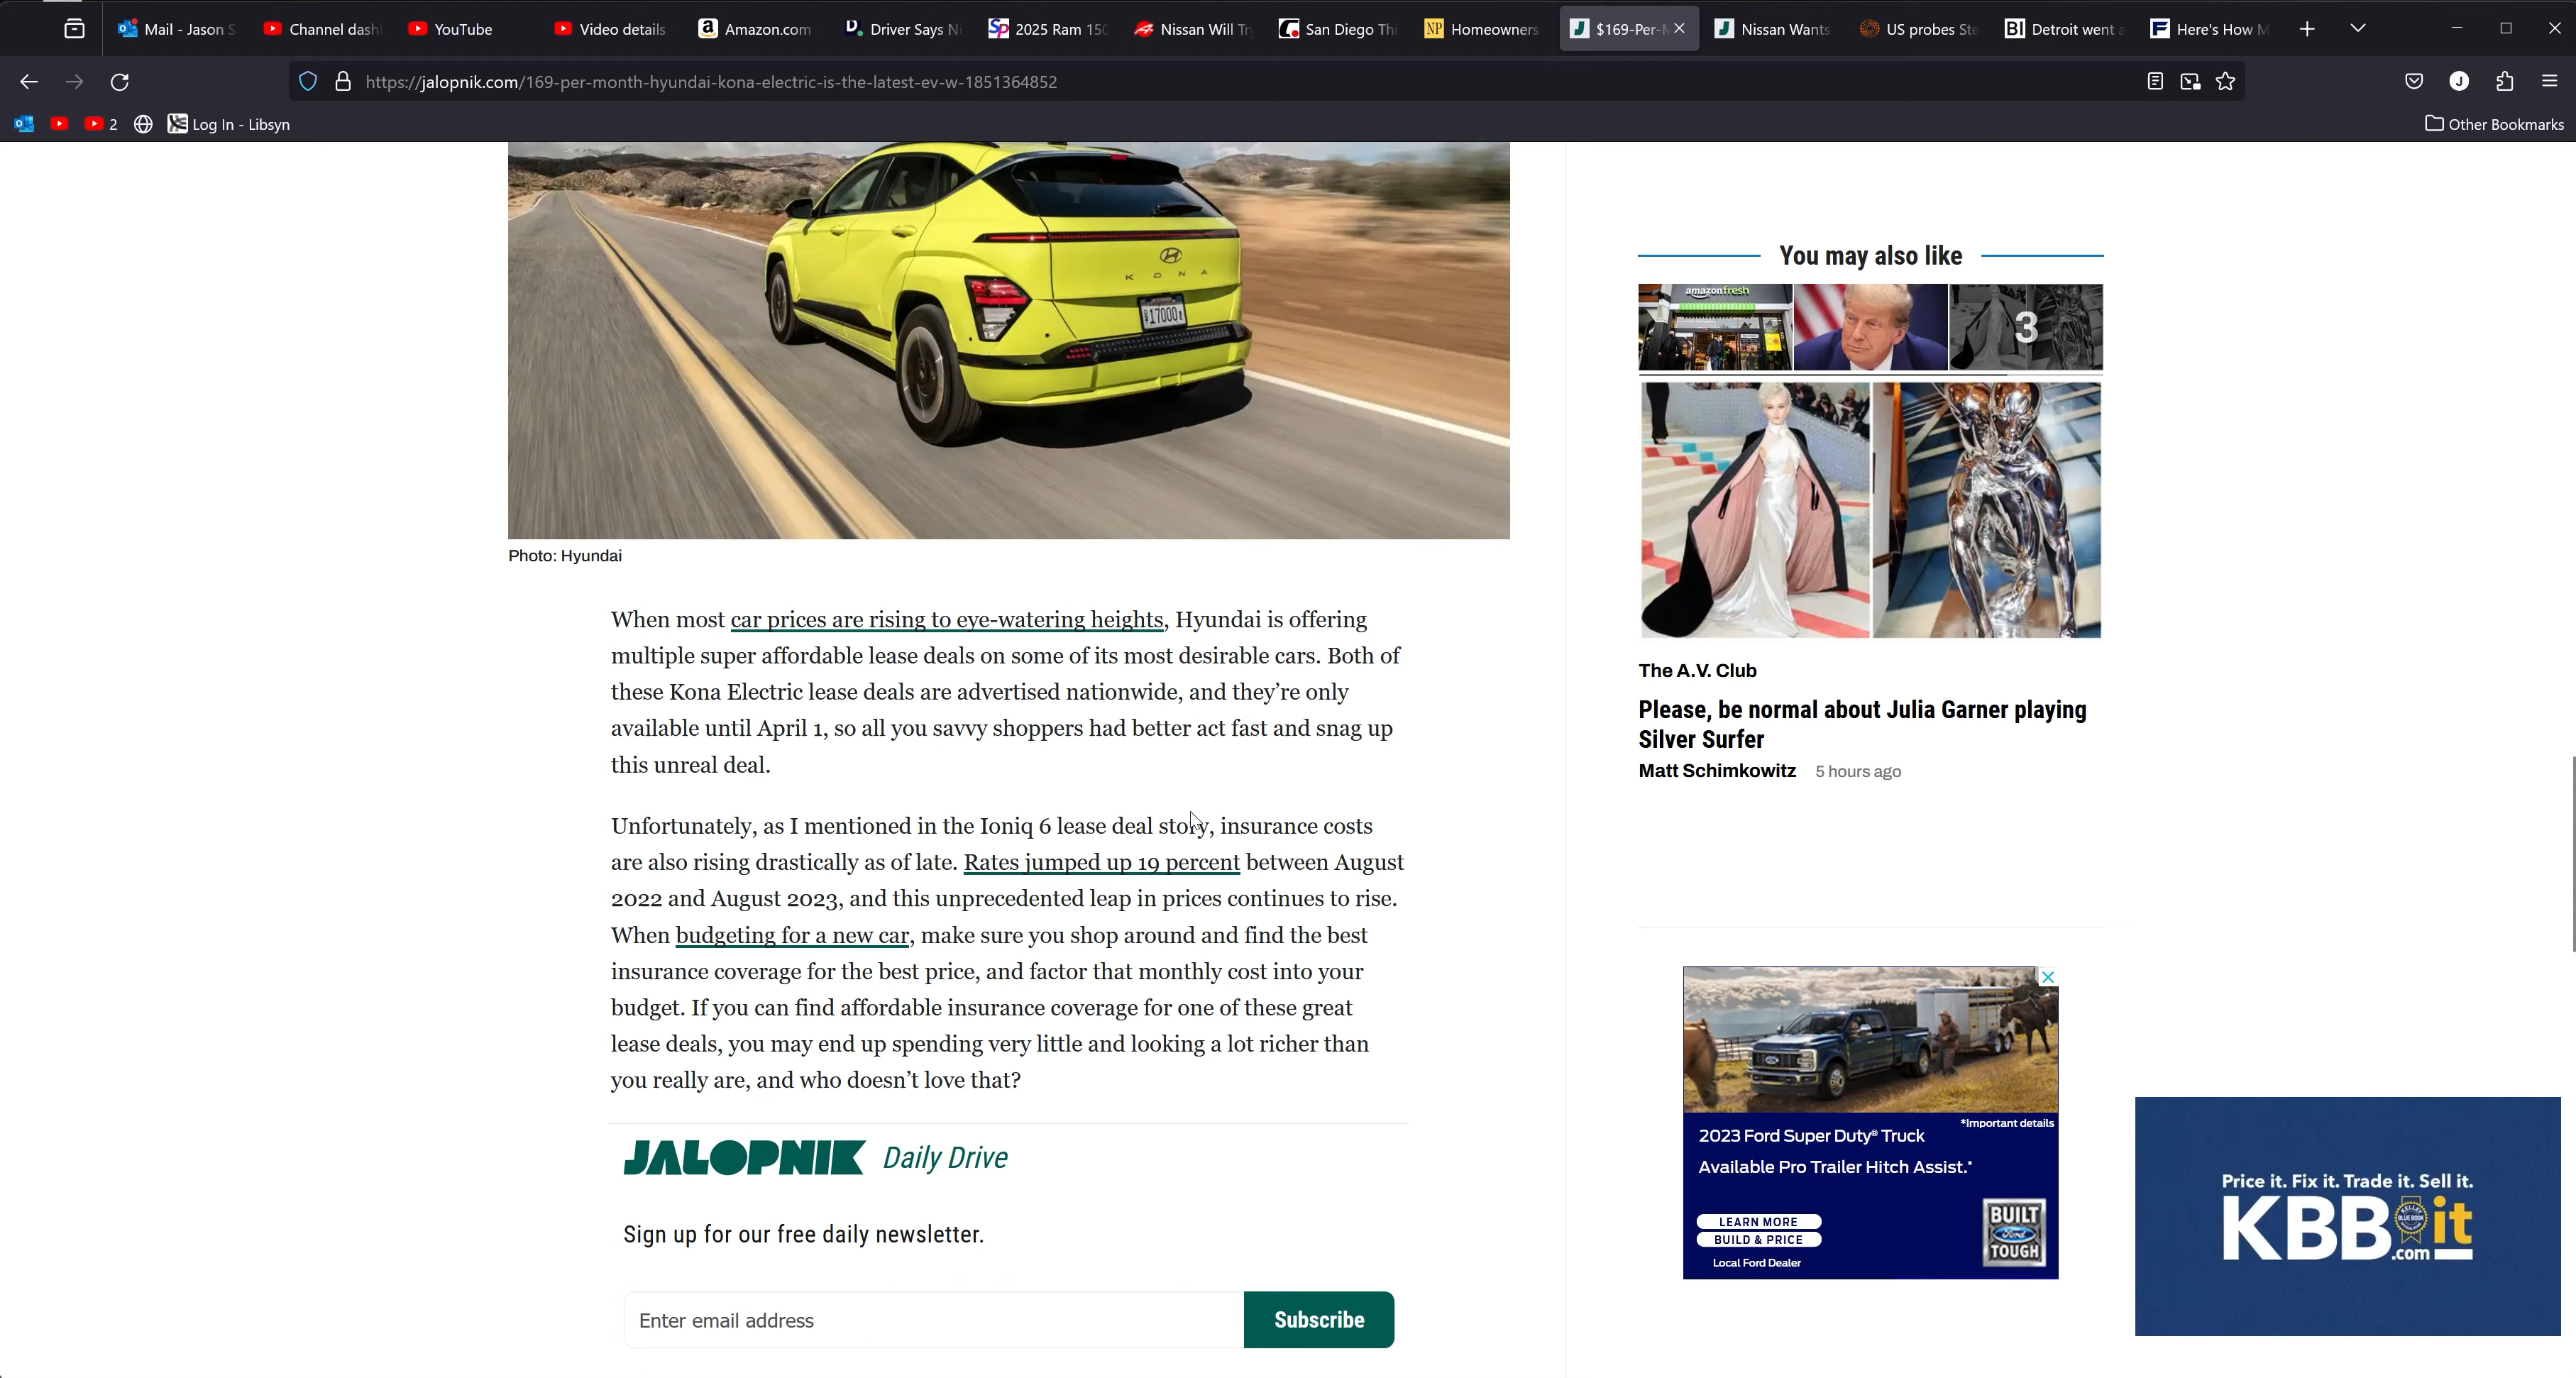 Mail - Jason S
Channel dash
YouTube
Video details
Amazon.com
Driver Says Ni
2025 Ram 150
Nissan Will Tr
San Diego Thi
Homeowners
$169-Per-M
Nissan Wants
US probes Ste
Detroit went a
Here's How M
https://jalopnik.com/169-per-month-hyundai-kona-electric-is-the-latest-ev-w-1851364852
2
Log In - Libsyn
Other Bookmarks
KONA
17000
Photo: Hyundai
When most car prices are rising to eye-watering heights, Hyundai is offering
multiple super affordable lease deals on some of its most desirable cars. Both of
these Kona Electric lease deals are advertised nationwide, and they’re only
available until April 1, so all you savvy shoppers had better act fast and snag up
this unreal deal.
Unfortunately, as I mentioned in the Ioniq 6 lease deal story, insurance costs
are also rising drastically as of late. Rates jumped up 19 percent between August
2022 and August 2023, and this unprecedented leap in prices continues to rise.
When budgeting for a new car, make sure you shop around and find the best
insurance coverage for the best price, and factor that monthly cost into your
budget. If you can find affordable insurance coverage for one of these great
lease deals, you may end up spending very little and looking a lot richer than
you really are, and who doesn’t love that?
JALOPNIK Daily Drive
Sign up for our free daily newsletter.
Enter email address
Subscribe
You may also like
amazonfresh
3
The A.V. Club
Please, be normal about Julia Garner playing
Silver Surfer
Matt Schimkowitz 5 hours ago
*Important details
2023 Ford Super Duty® Truck
Available Pro Trailer Hitch Assist.*
LEARN MORE
BUILD & PRICE
Local Ford Dealer
BUILT
Ford
TOUGH
Price it. Fix it. Trade it. Sell it.
KBB.com it